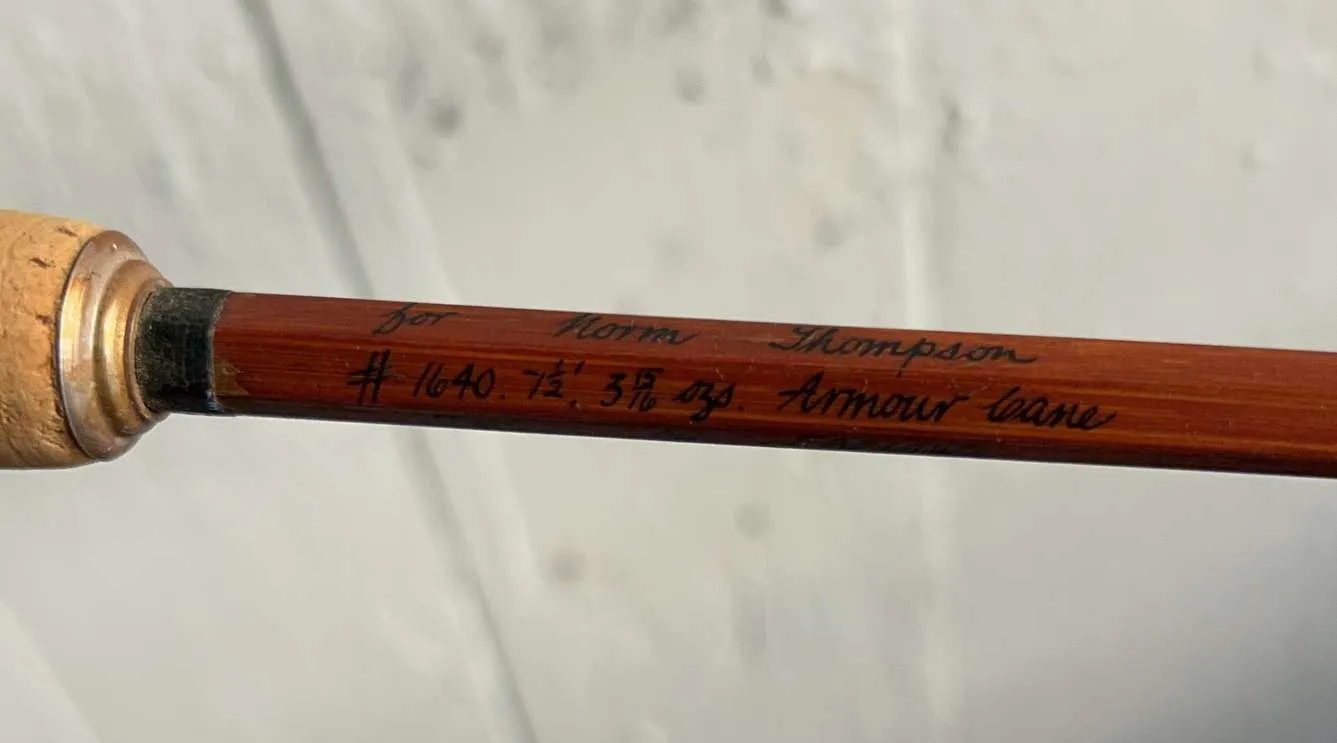 for Norm Thompson
# 1640. 7½', 3 15/16 ozs. Armour Cane